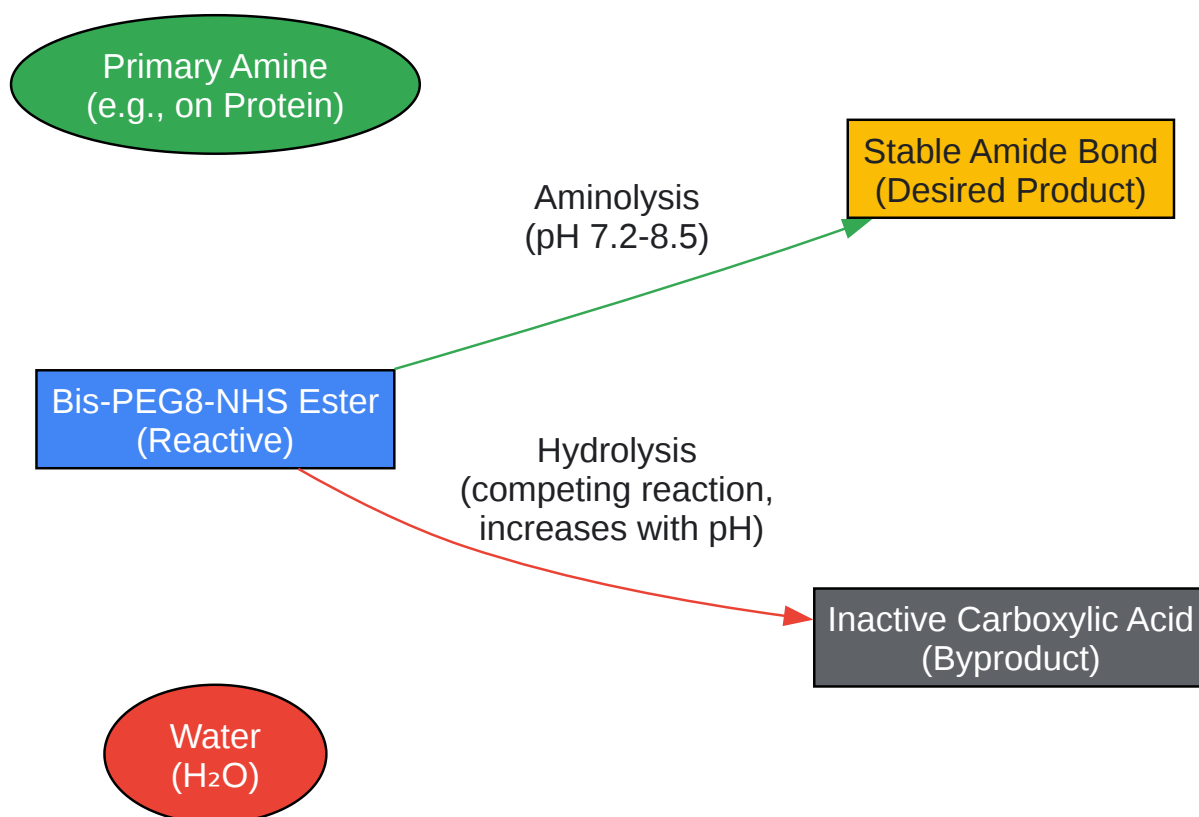 Primary Amine
(e.g., on Protein)
Stable Amide Bond
(Desired Product)
Aminolysis
(pH 7.2-8.5)
Bis-PEG8-NHS Ester
(Reactive)
Hydrolysis
(competing reaction,
increases with pH)
Inactive Carboxylic Acid
(Byproduct)
Water
(H₂O)